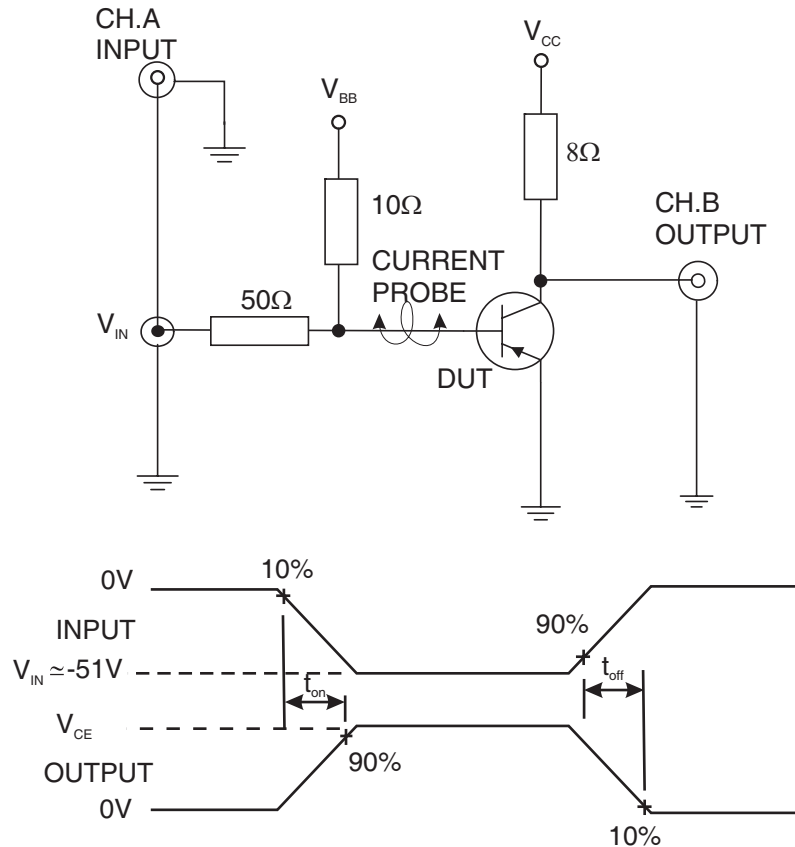 CH.A
INPUT
V_BB
V_CC
10Ω
8Ω
CH.B
OUTPUT
CURRENT
PROBE
50Ω
V_IN
DUT
0V
10%
INPUT
90%
V_IN ≃-51V
t_on
t_off
V_CE
90%
OUTPUT
0V
10%